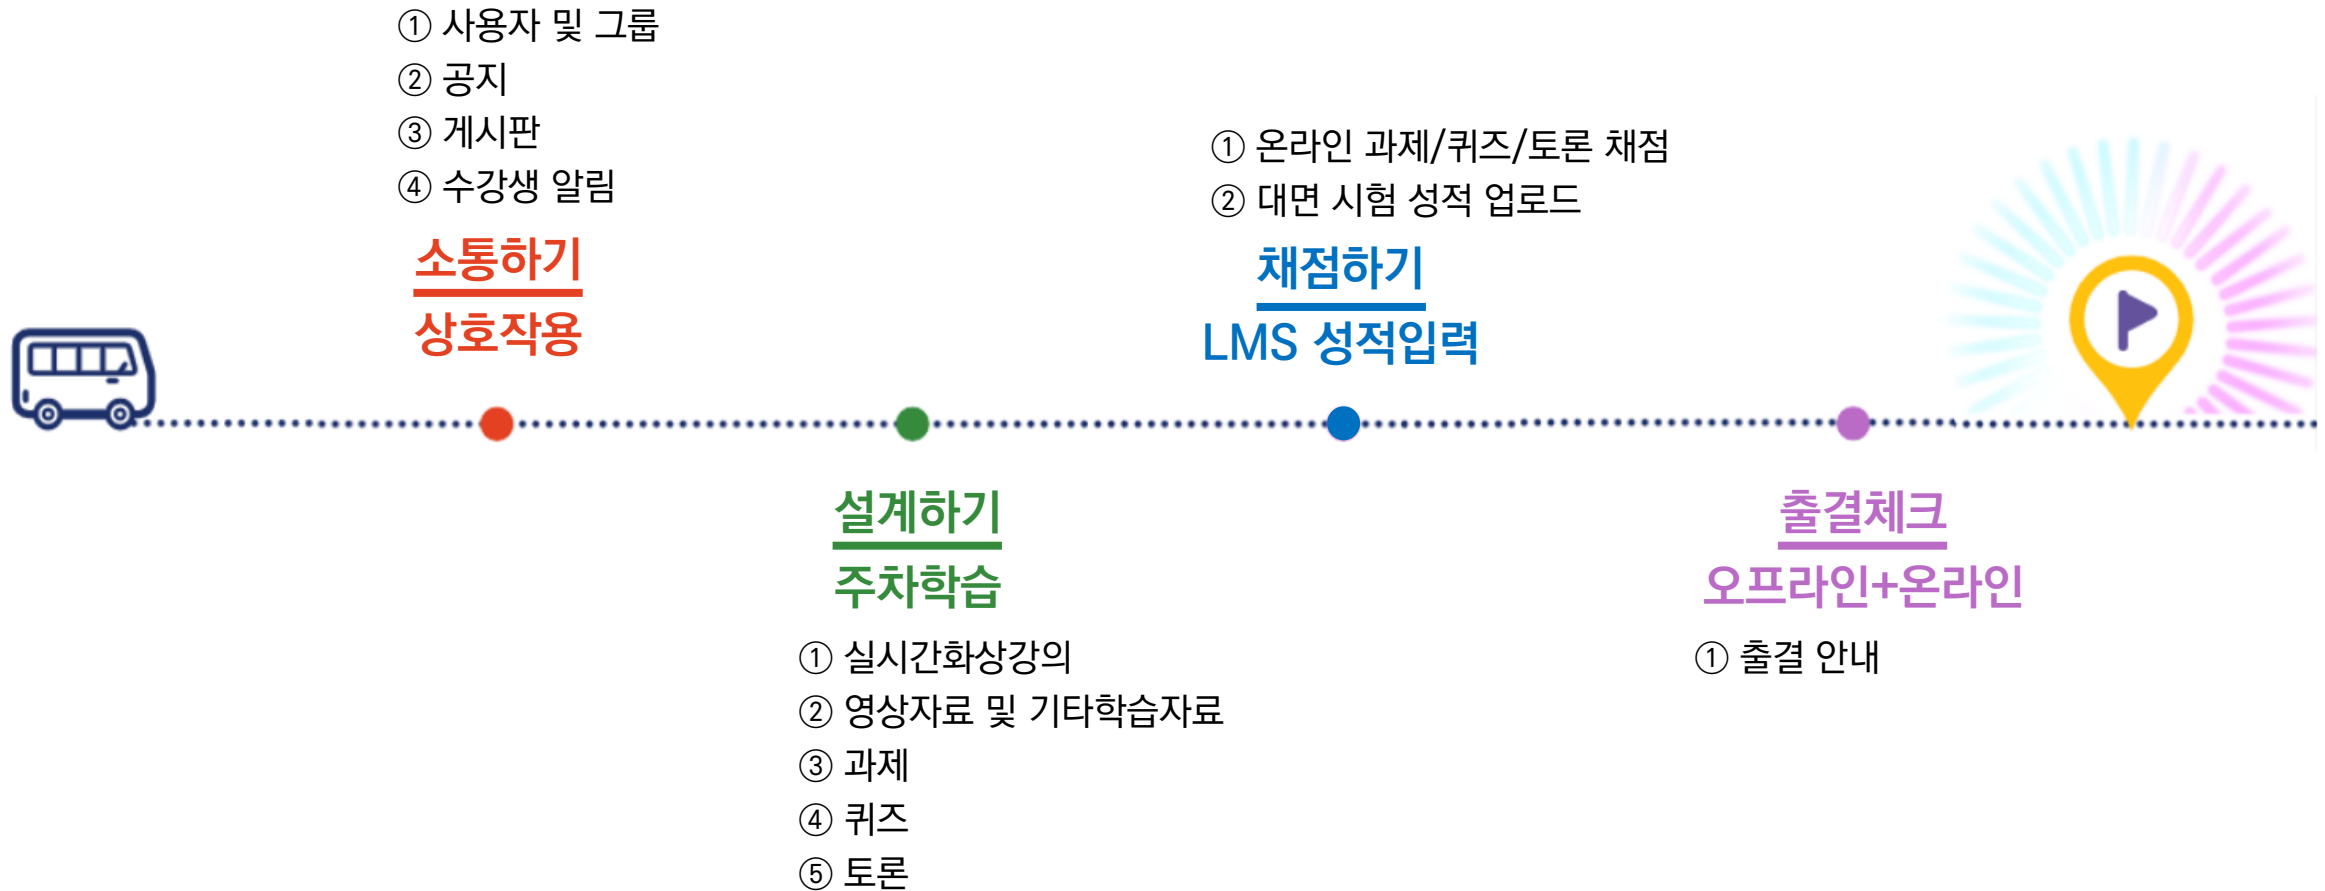 ① 사용자 및 그룹
② 공지
③ 게시판
④ 수강생 알림
소통하기
상호작용
설계하기
주차학습
① 실시간화상강의
② 영상자료 및 기타학습자료
③ 과제
④ 퀴즈
⑤ 토론
① 온라인 과제/퀴즈/토론 채점
② 대면 시험 성적 업로드
채점하기
LMS 성적입력
출결체크
오프라인+온라인
① 출결 안내